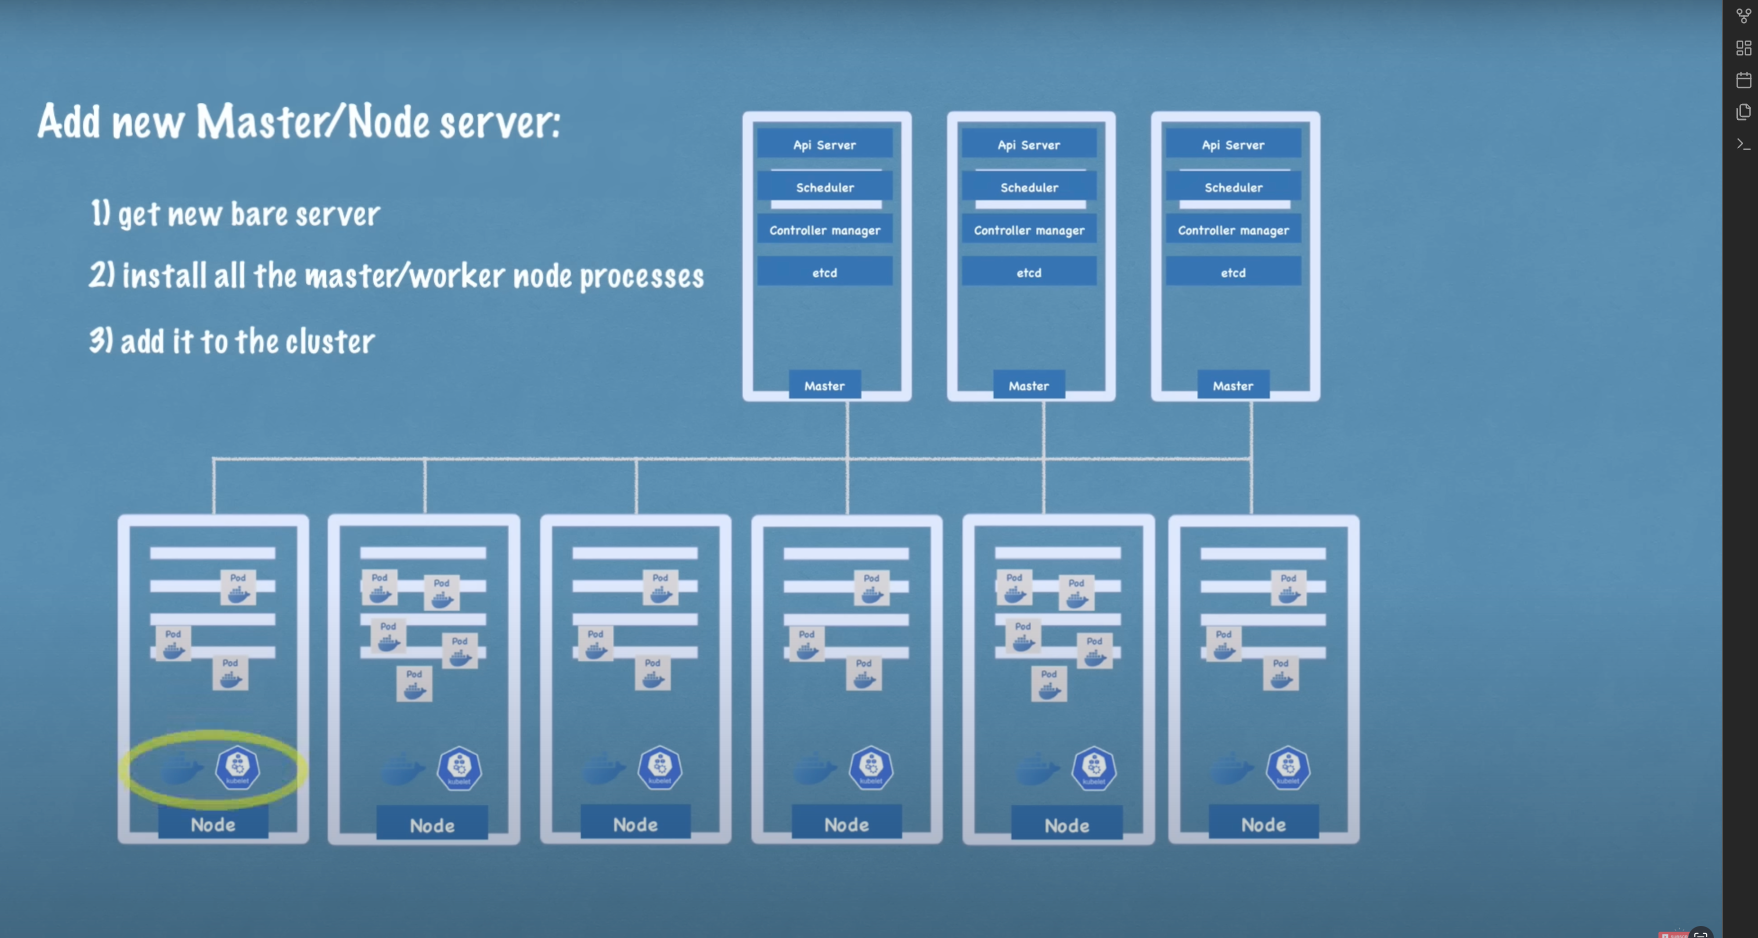 Add new Master/Node server:
1) get new bare server
2) install all the master/worker node processes
3) add it to the cluster
Api Server
Scheduler
Controller manager
etcd
Master
Api Server
Scheduler
Controller manager
etcd
Master
Api Server
Scheduler
Controller manager
etcd
Master
Pod
Pod
Pod
kubelet
Node
Pod
Pod
Pod
Pod
Pod
kubelet
Node
Pod
Pod
Pod
kubelet
Node
Pod
Pod
Pod
kubelet
Node
Pod
Pod
Pod
Pod
Pod
kubelet
Node
Pod
Pod
Pod
kubelet
Node